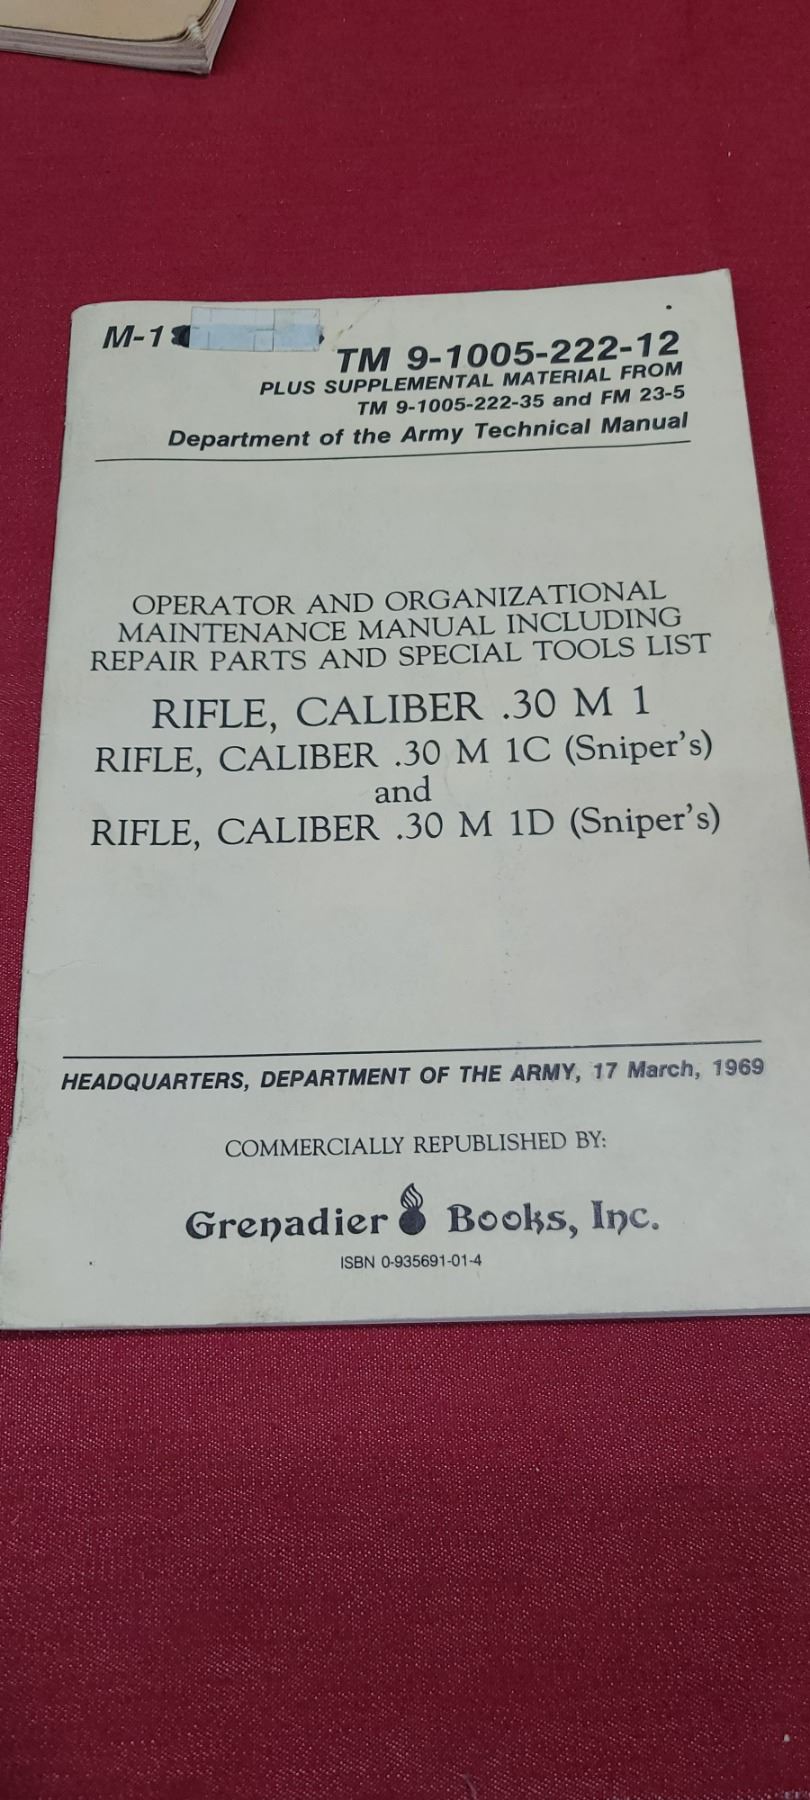 M-1
TM 9-1005-222-12
PLUS SUPPLEMENTAL MATERIAL FROM
TM 9-1005-222-35 and FM 23-5
Department of the Army Technical Manual
OPERATOR AND ORGANIZATIONAL
MAINTENANCE MANUAL INCLUDING
REPAIR PARTS AND SPECIAL TOOLS LIST
RIFLE, CALIBER .30 M 1
RIFLE, CALIBER .30 M 1C (Sniper's)
and
RIFLE, CALIBER .30 M 1D (Sniper's)
HEADQUARTERS, DEPARTMENT OF THE ARMY, 17 March, 1969
COMMERCIALLY REPUBLISHED BY:
Grenadier Books, Inc.
ISBN 0-935691-01-4